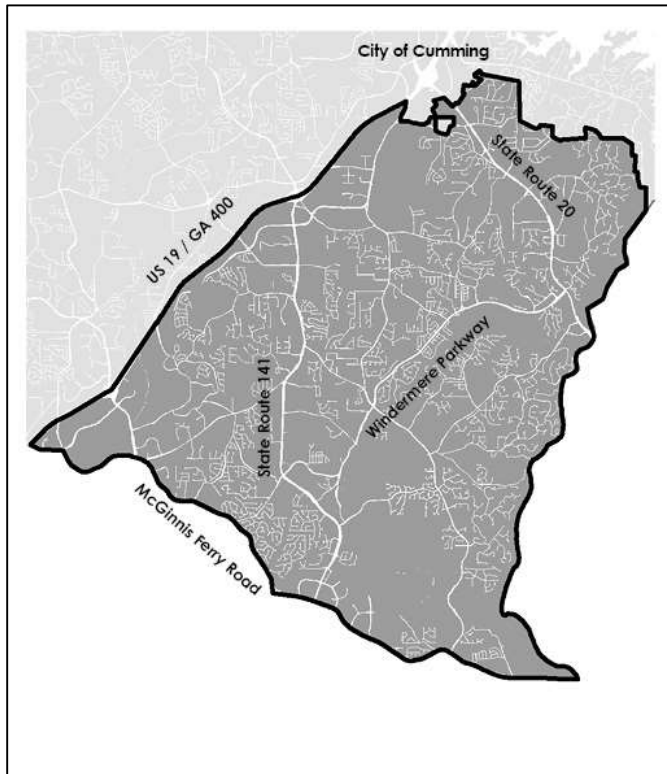 City of Cumming
State Route 20
US 19 / GA 400
Windermere Parkway
State Route 141
McGinnis Ferry Road